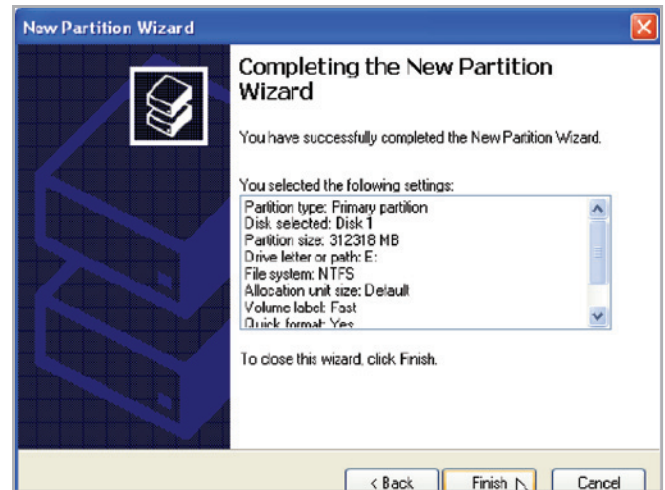 New Partition Wizard
Completing the New Partition
Wizard
You have successfully completed the New Partition Wizard.
You selected the following settings:
Partition type: Primary partition
Disk selected: Disk 1
Partition size: 312318 MB
Drive letter or path: E:
File system: NTFS
Allocation unit size: Default
Volume label: Fast
Quick format: Yes
To close this wizard, click Finish.
< Back Finish Cancel